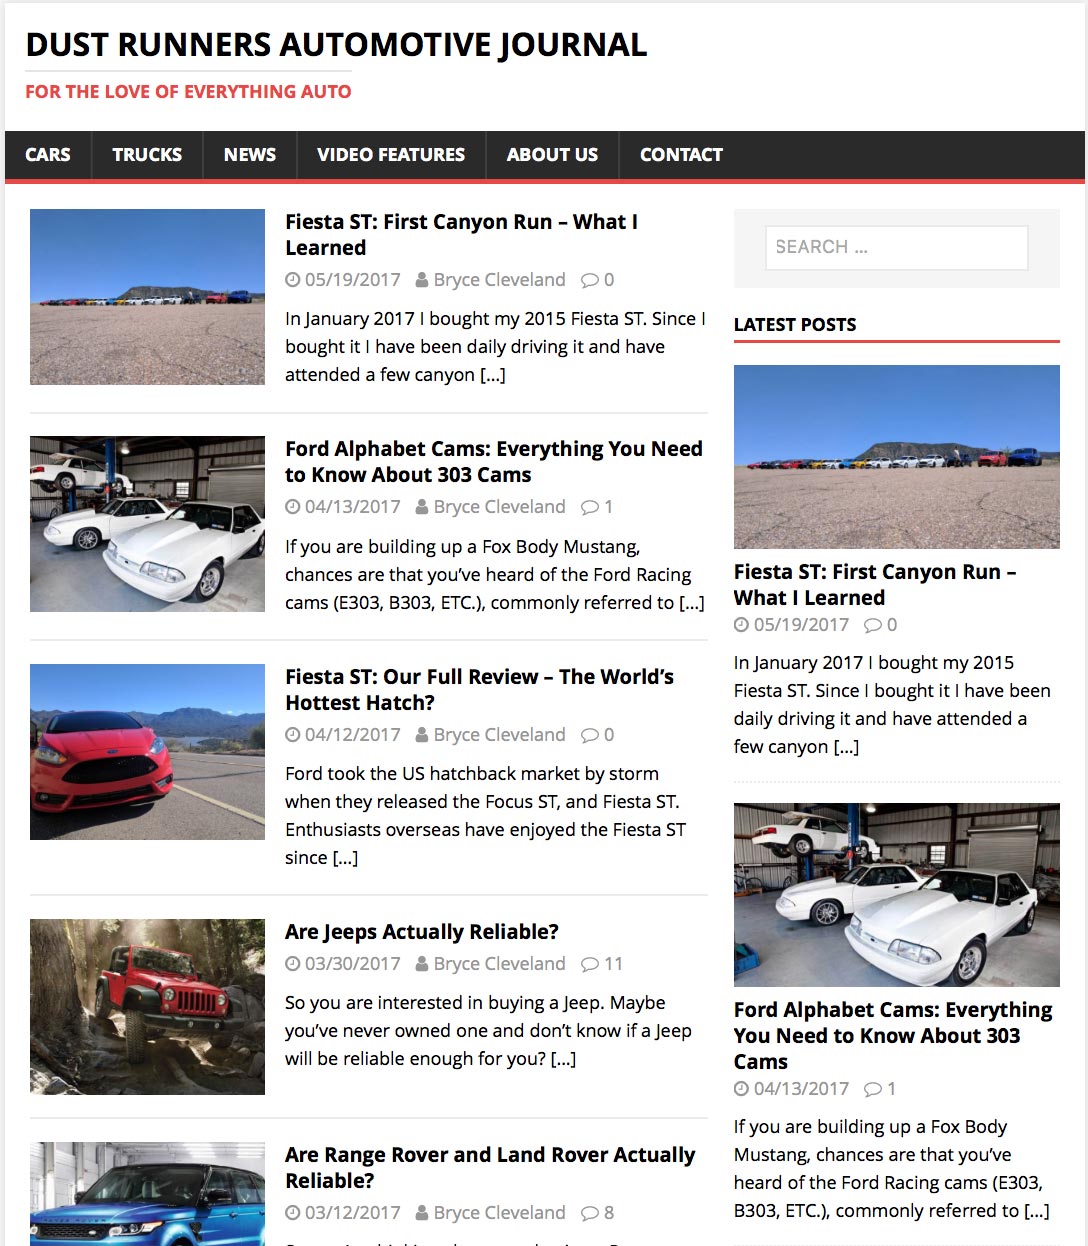 DUST RUNNERS AUTOMOTIVE JOURNAL
FOR THE LOVE OF EVERYTHING AUTO
CARS TRUCKS NEWS VIDEO FEATURES ABOUT US CONTACT
Fiesta ST: First Canyon Run – What I
Learned
05/19/2017 Bryce Cleveland 0
In January 2017 I bought my 2015 Fiesta ST. Since I
bought it I have been daily driving it and have
attended a few canyon [...]
Ford Alphabet Cams: Everything You Need
to Know About 303 Cams
04/13/2017 Bryce Cleveland 1
If you are building up a Fox Body Mustang,
chances are that you’ve heard of the Ford Racing
cams (E303, B303, ETC.), commonly referred to [...]
Fiesta ST: Our Full Review – The World’s
Hottest Hatch?
04/12/2017 Bryce Cleveland 0
Ford took the US hatchback market by storm
when they released the Focus ST, and Fiesta ST.
Enthusiasts overseas have enjoyed the Fiesta ST
since [...]
Are Jeeps Actually Reliable?
03/30/2017 Bryce Cleveland 11
So you are interested in buying a Jeep. Maybe
you’ve never owned one and don’t know if a Jeep
will be reliable enough for you? [...]
Are Range Rover and Land Rover Actually
Reliable?
03/12/2017 Bryce Cleveland 8
SEARCH ...
LATEST POSTS
Fiesta ST: First Canyon Run –
What I Learned
05/19/2017 0
In January 2017 I bought my 2015
Fiesta ST. Since I bought it I have been
daily driving it and have attended a
few canyon [...]
Ford Alphabet Cams: Everything
You Need to Know About 303
Cams
04/13/2017 1
If you are building up a Fox Body
Mustang, chances are that you’ve
heard of the Ford Racing cams (E303,
B303, ETC.), commonly referred to [...]